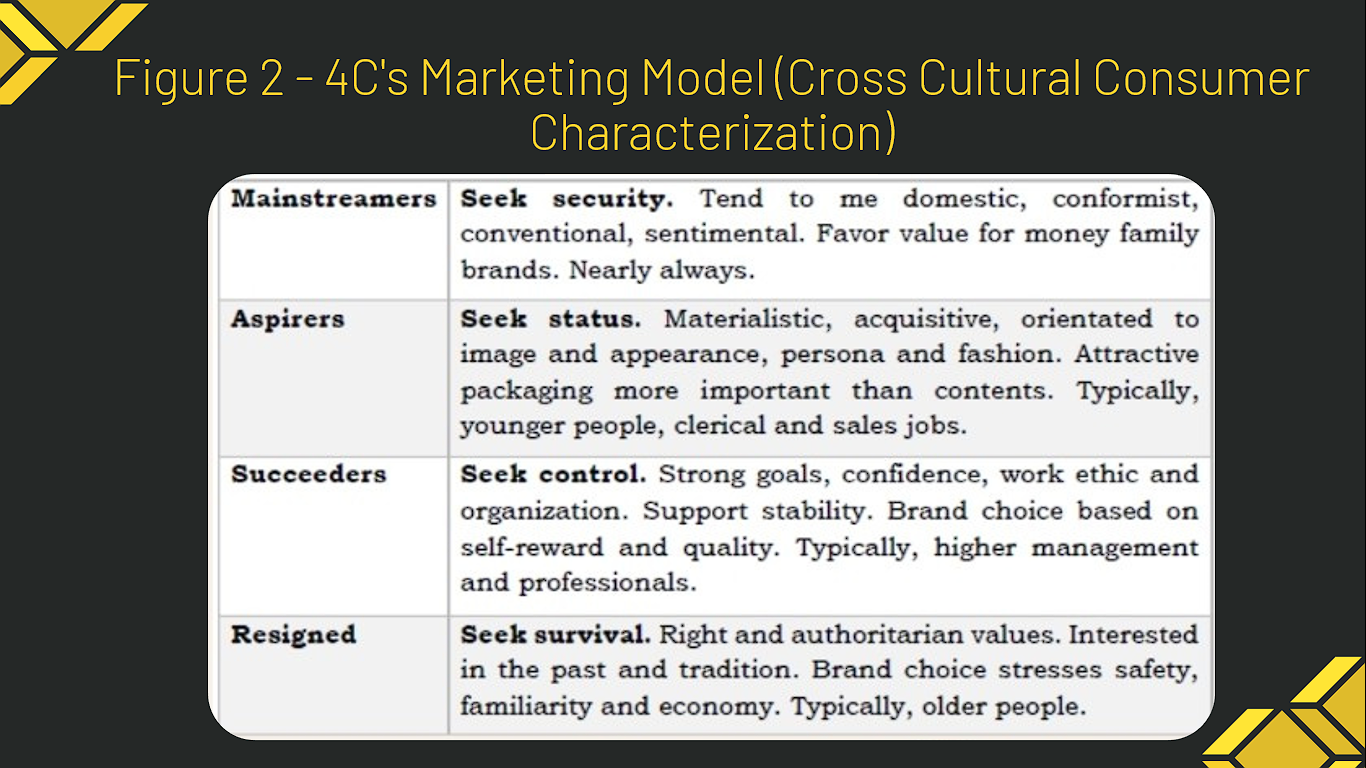 Figure 2 - 4C's Marketing Model (Cross Cultural Consumer
Characterization)
Mainstreamers
Seek security. Tend to me domestic, conformist,
conventional, sentimental. Favor value for money family
brands. Nearly always.
Aspirers
Seek status. Materialistic, acquisitive, orientated to
image and appearance, persona and fashion. Attractive
packaging more important than contents. Typically,
younger people, clerical and sales jobs.
Succeeders
Seek control. Strong goals, confidence, work ethic and
organization. Support stability. Brand choice based on
self-reward and quality. Typically, higher management
and professionals.
Resigned
Seek survival. Right and authoritarian values. Interested
in the past and tradition. Brand choice stresses safety,
familiarity and economy. Typically, older people.